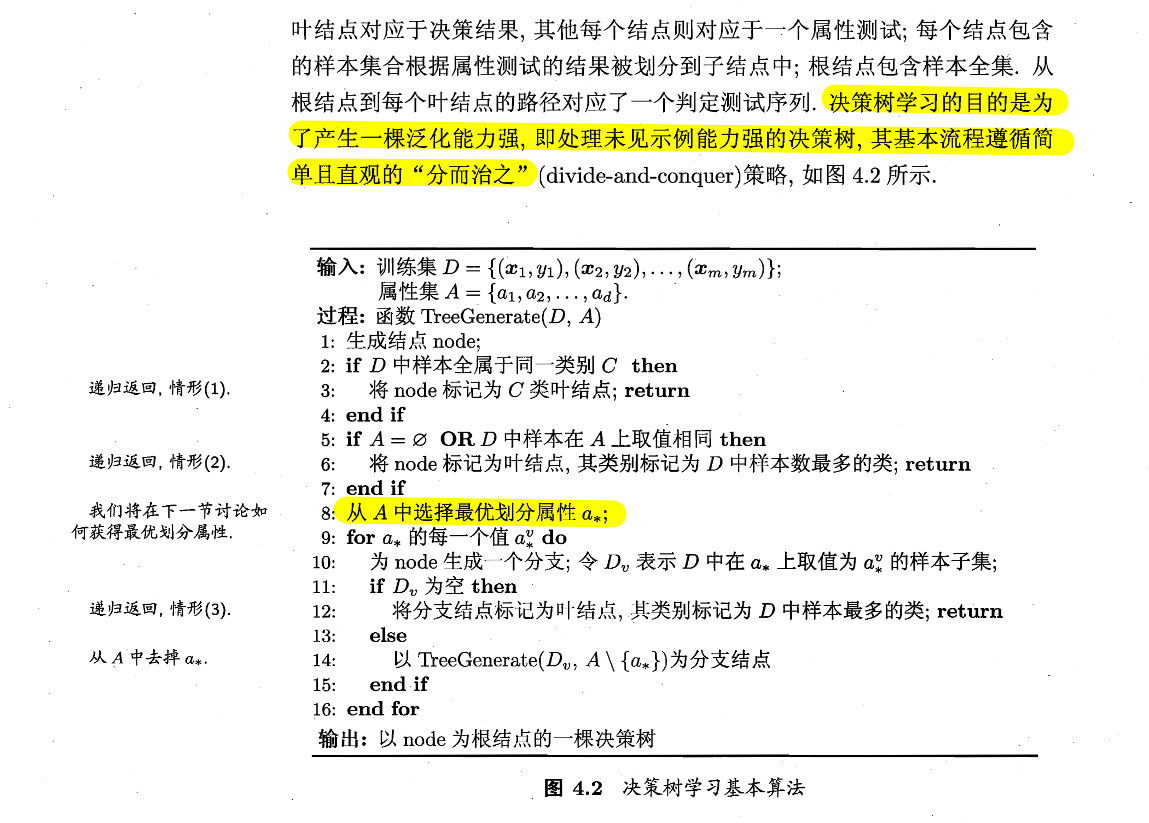 叶结点对应于决策结果, 其他每个结点则对应于一个属性测试; 每个结点包含
的样本集合根据属性测试的结果被划分到子结点中; 根结点包含样本全集. 从
根结点到每个叶结点的路径对应了一个判定测试序列. 决策树学习的目的是为
了产生一棵泛化能力强, 即处理未见示例能力强的决策树, 其基本流程遵循简
单且直观的“分而治之” (divide-and-conquer)策略, 如图 4.2 所示.
输入: 训练集 D = {(x₁, y₁), (x₂, y₂), . . . , (xₘ, yₘ)};
属性集 A = {a₁, a₂, . . . , a_d}.
过程: 函数 TreeGenerate(D, A)
1: 生成结点 node;
2: if D 中样本全属于同一类别 C then
递归返回, 情形(1).
3: 将 node 标记为 C 类叶结点; return
4: end if
5: if A = ∅ OR D 中样本在 A 上取值相同 then
递归返回, 情形(2).
6: 将 node 标记为叶结点, 其类别标记为 D 中样本数最多的类; return
7: end if
我们将在下一节讨论如
何获得最优划分属性.
8: 从 A 中选择最优划分属性 a_*;
9: for a_* 的每一个值 a_*^v do
10: 为 node 生成一个分支; 令 D_v 表示 D 中在 a_* 上取值为 a_*^v 的样本子集;
11: if D_v 为空 then
递归返回, 情形(3).
12: 将分支结点标记为叶结点, 其类别标记为 D 中样本最多的类; return
13: else
从 A 中去掉 a_*.
14: 以 TreeGenerate(D_v, A \ {a_*})为分支结点
15: end if
16: end for
输出: 以 node 为根结点的一棵决策树
图 4.2 决策树学习基本算法